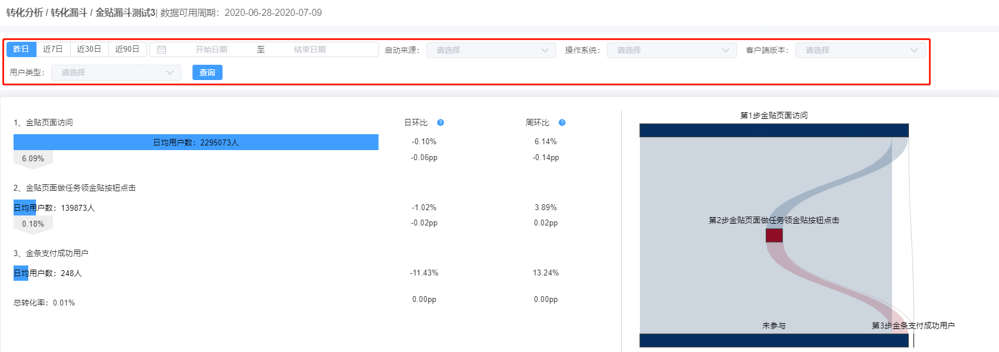 转化分析 / 转化漏斗 / 金贴漏斗测试3| 数据可用周期：2020-06-28-2020-07-09
昨日 近7日 近30日 近90日 开始日期 至 结束日期 启动来源： 请选择 操作系统： 请选择 客户端版本： 请选择
用户类型： 请选择 查询
1、金贴页面访问 日环比 ? 周环比 ?
日均用户数：2295073人 -0.10% 6.14%
6.09% -0.06pp -0.14pp
2、金贴页面做任务领金贴按钮点击
日均用户数：139873人 -1.02% 3.89%
0.18% -0.02pp 0.02pp
3、金条支付成功用户
日均用户数：248人 -11.43% 13.24%
总转化率：0.01% 0.00pp 0.00pp
第1步金贴页面访问
第2步金贴页面做任务领金贴按钮点击
未参与 第3步金条支付成功用户